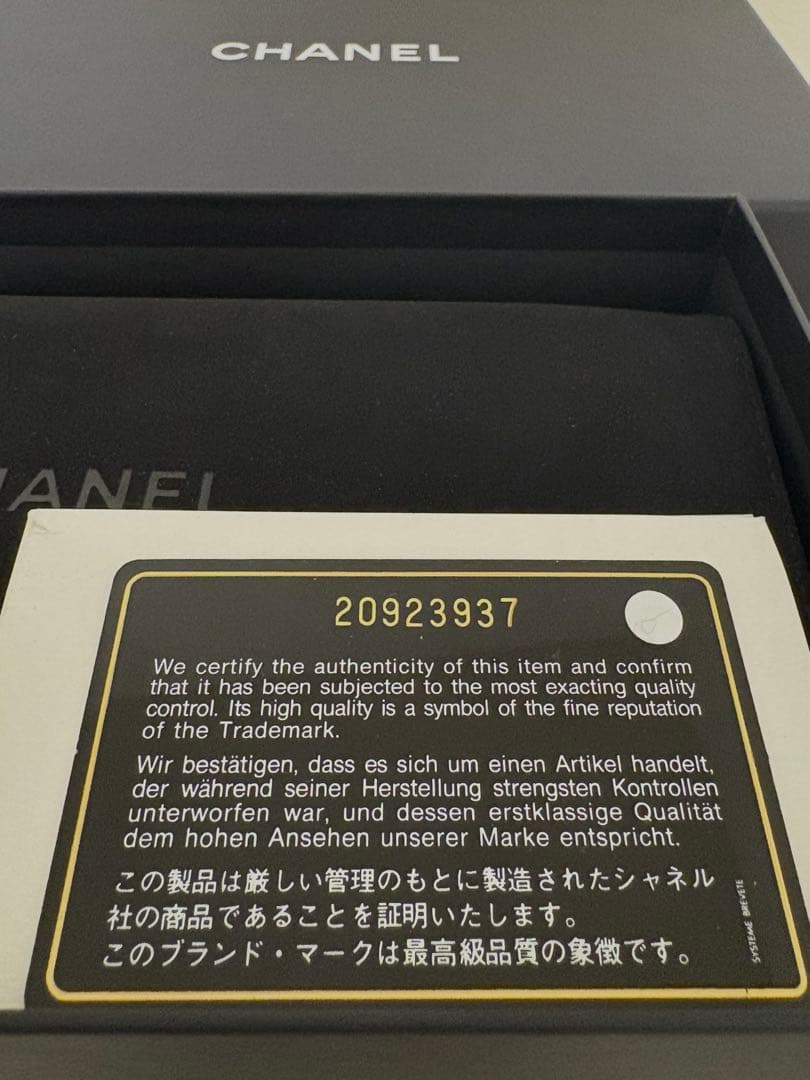 CHANEL
CHANEL
20923937
We certify the authenticity of this item and confirm
that it has been subjected to the most exacting quality
control. Its high quality is a symbol of the fine reputation
of the Trademark.
Wir bestätigen, dass es sich um einen Artikel handelt,
der während seiner Herstellung strengsten Kontrollen
unterworfen war, und dessen erstklassige Qualität
dem hohen Ansehen unserer Marke entspricht.
この製品は厳しい管理のもとに製造されたシャネル
社の商品であることを証明いたします。
このブランド・マークは最高級品質の象徴です。
SYSTEME BREVETE